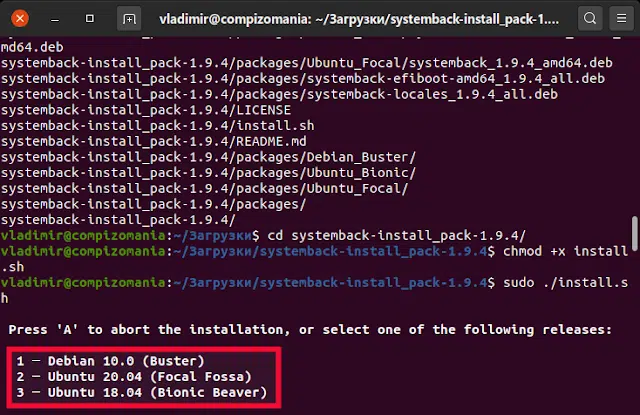 vladimir@compizomania: ~/Загрузки/systemback-install_pack-1....
md64.deb
systemback-install_pack-1.9.4/packages/Ubuntu_Focal/systemback_1.9.4_amd64.deb
systemback-install_pack-1.9.4/packages/systemback-efiboot-amd64_1.9.4_all.deb
systemback-install_pack-1.9.4/packages/systemback-locales_1.9.4_all.deb
systemback-install_pack-1.9.4/LICENSE
systemback-install_pack-1.9.4/install.sh
systemback-install_pack-1.9.4/README.md
systemback-install_pack-1.9.4/packages/Debian_Buster/
systemback-install_pack-1.9.4/packages/Ubuntu_Bionic/
systemback-install_pack-1.9.4/packages/Ubuntu_Focal/
systemback-install_pack-1.9.4/packages/
systemback-install_pack-1.9.4/
vladimir@compizomania:~/Загрузки$ cd systemback-install_pack-1.9.4/
vladimir@compizomania:~/Загрузки/systemback-install_pack-1.9.4$ chmod +x install
.sh
vladimir@compizomania:~/Загрузки/systemback-install_pack-1.9.4$ sudo ./install.s
h
Press 'A' to abort the installation, or select one of the following releases:
1 — Debian 10.0 (Buster)
2 — Ubuntu 20.04 (Focal Fossa)
3 — Ubuntu 18.04 (Bionic Beaver)